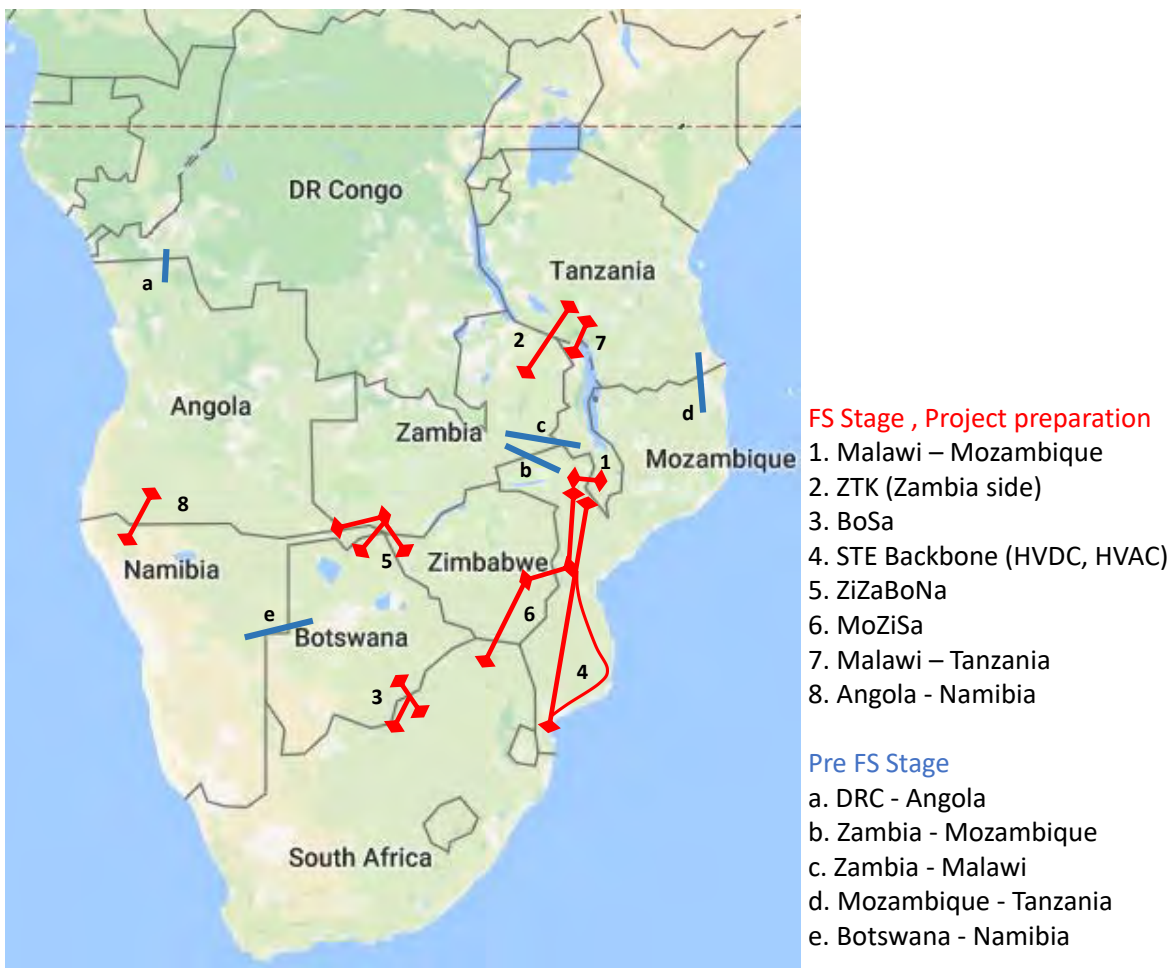 DR Congo
a
Tanzania
2
7
Angola
Zambia
c
d
b
1
Mozambique
8
Namibia
5
Zimbabwe
e
Botswana
6
3
4
South Africa
FS Stage , Project preparation
1. Malawi – Mozambique
2. ZTK (Zambia side)
3. BoSa
4. STE Backbone (HVDC, HVAC)
5. ZiZaBoNa
6. MoZiSa
7. Malawi – Tanzania
8. Angola - Namibia
Pre FS Stage
a. DRC - Angola
b. Zambia - Mozambique
c. Zambia - Malawi
d. Mozambique - Tanzania
e. Botswana - Namibia